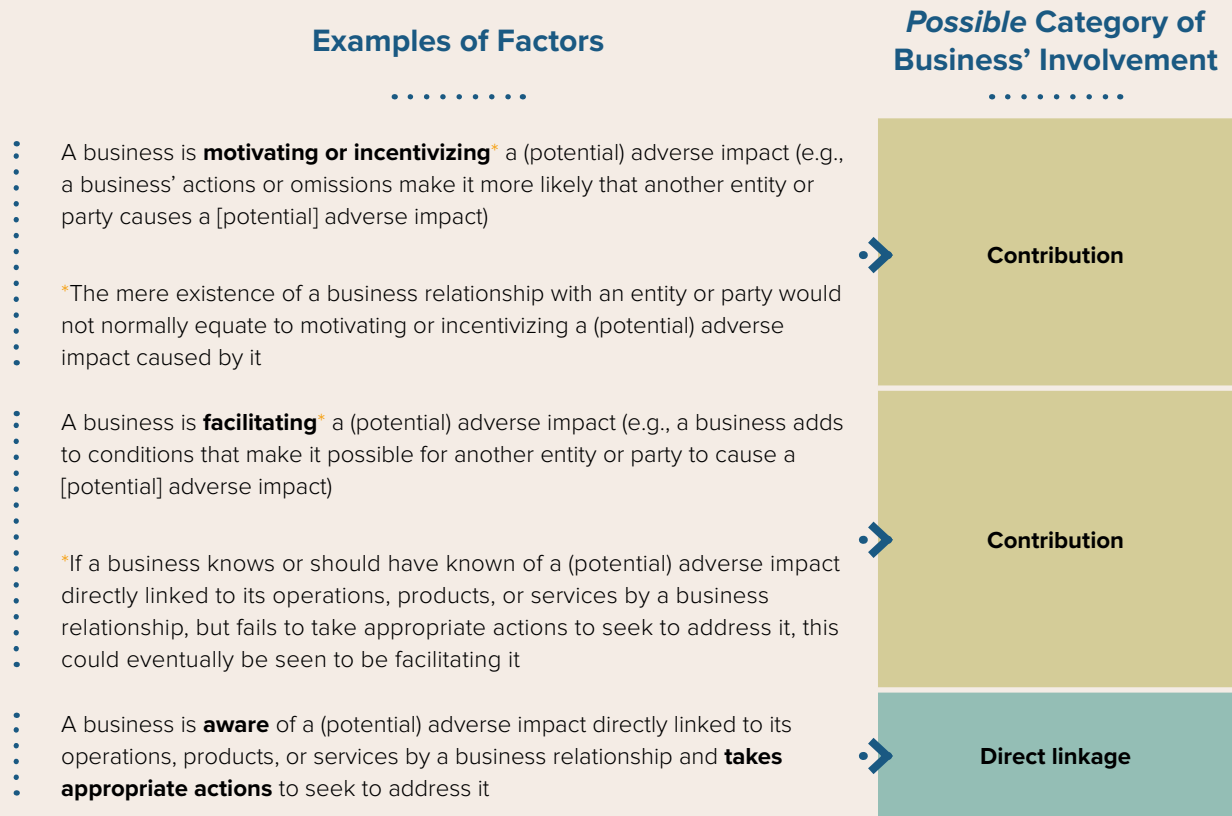 Examples of Factors
Possible Category of
Business’ Involvement
A business is motivating or incentivizing* a (potential) adverse impact (e.g.,
a business’ actions or omissions make it more likely that another entity or
party causes a [potential] adverse impact)
*The mere existence of a business relationship with an entity or party would
not normally equate to motivating or incentivizing a (potential) adverse
impact caused by it
Contribution
A business is facilitating* a (potential) adverse impact (e.g., a business adds
to conditions that make it possible for another entity or party to cause a
[potential] adverse impact)
*If a business knows or should have known of a (potential) adverse impact
directly linked to its operations, products, or services by a business
relationship, but fails to take appropriate actions to seek to address it, this
could eventually be seen to be facilitating it
Contribution
A business is aware of a (potential) adverse impact directly linked to its
operations, products, or services by a business relationship and takes
appropriate actions to seek to address it
Direct linkage